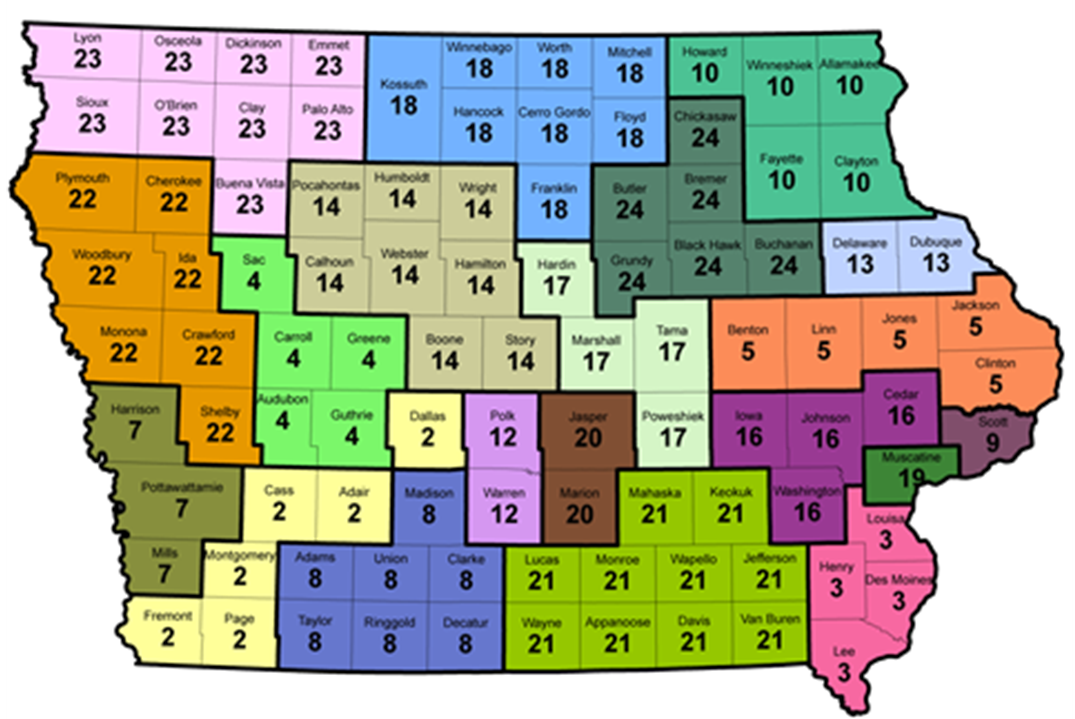 Lyon
23
Osceola
23
Dickinson
23
Emmet
23
Kossuth
18
Winnebago
18
Worth
18
Mitchell
18
Howard
10
Winneshiek
10
Allamakee
10
Sioux
23
O'Brien
23
Clay
23
Palo Alto
23
Hancock
18
Cerro Gordo
18
Floyd
18
Chickasaw
24
Fayette
10
Clayton
10
Plymouth
22
Cherokee
22
Buena Vista
23
Pocahontas
14
Humboldt
14
Wright
14
Franklin
18
Butler
24
Bremer
24
Woodbury
22
Ida
22
Sac
4
Calhoun
14
Webster
14
Hamilton
14
Hardin
17
Grundy
24
Black Hawk
24
Buchanan
24
Delaware
13
Dubuque
13
Monona
22
Crawford
22
Carroll
4
Greene
4
Boone
14
Story
14
Marshall
17
Tama
17
Benton
5
Linn
5
Jones
5
Jackson
5
Clinton
5
Harrison
7
Shelby
22
Audubon
4
Guthrie
4
Dallas
2
Polk
12
Jasper
20
Poweshiek
17
Iowa
16
Johnson
16
Cedar
16
Scott
9
Muscatine
19
Pottawattamie
7
Cass
2
Adair
2
Madison
8
Warren
12
Marion
20
Mahaska
21
Keokuk
21
Washington
16
Louisa
3
Mills
7
Montgomery
2
Adams
8
Union
8
Clarke
8
Lucas
21
Monroe
21
Wapello
21
Jefferson
21
Henry
3
Des Moines
3
Fremont
2
Page
2
Taylor
8
Ringgold
8
Decatur
8
Wayne
21
Appanoose
21
Davis
21
Van Buren
21
Lee
3